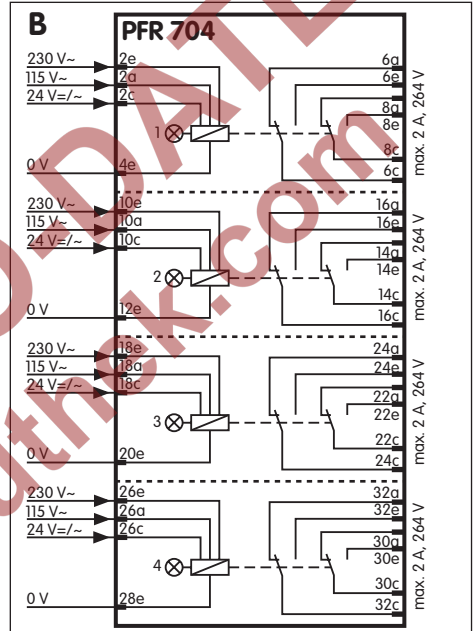 B
PFR 704
230 V~ 2e 6a
115 V~ 2a 6e
24 V=/~ 2c 8a
8e
1
8c
0 V 4e 6c
max. 2 A, 264 V
230 V~ 10e 16a
115 V~ 10a 16e
24 V=/~ 10c 14a
14e
2
14c
0 V 12e 16c
max. 2 A, 264 V
230 V~ 18e 24a
115 V~ 18a 24e
24 V=/~ 18c 22a
22e
3
22c
0 V 20e 24c
max. 2 A, 264 V
230 V~ 26e 32a
115 V~ 26a 32e
24 V=/~ 26c 30a
30e
4
30c
0 V 28e 32c
max. 2 A, 264 V
O-DATE
uthek.com